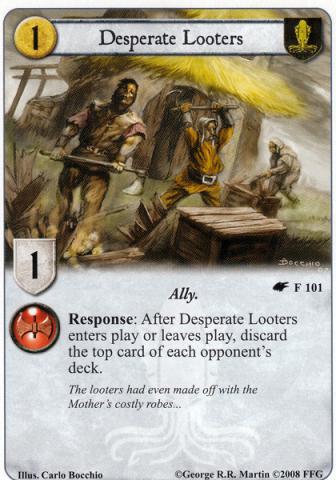 1
Desperate Looters
BOCCHIO
1
F 101
Ally.
Response: After Desperate Looters
enters play or leaves play, discard
the top card of each opponent's
deck.
The looters had even made off with the
Mother's costly robes...
Illus. Carlo Bocchio ©George R.R. Martin ©2008 FFG